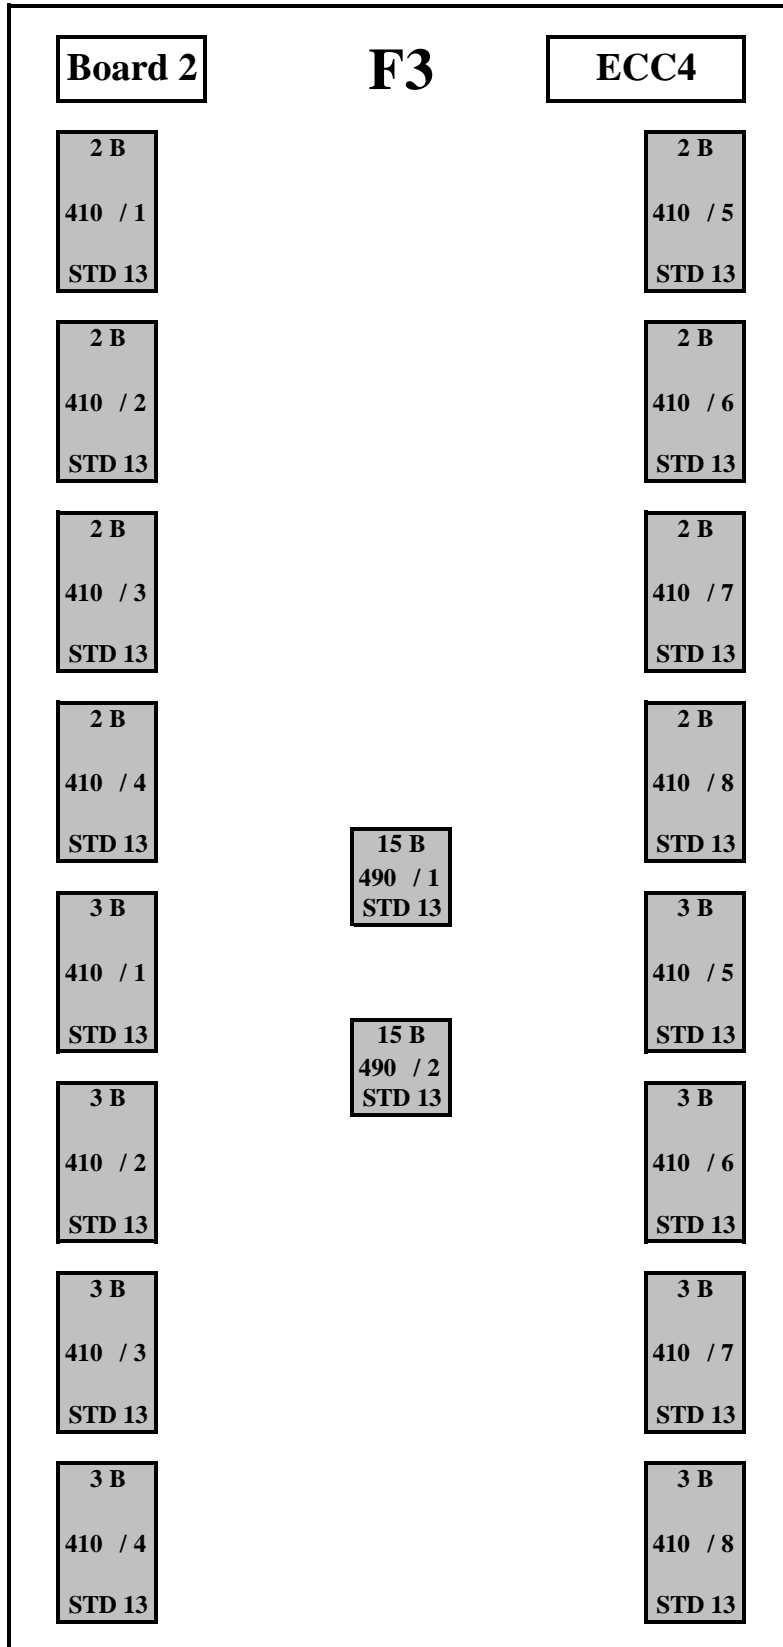 Board 2 F3 ECC4
2 B
410 / 1
STD 13
2 B
410 / 2
STD 13
2 B
410 / 3
STD 13
2 B
410 / 4
STD 13
3 B
410 / 1
STD 13
3 B
410 / 2
STD 13
3 B
410 / 3
STD 13
3 B
410 / 4
STD 13
15 B
490 / 1
STD 13
15 B
490 / 2
STD 13
2 B
410 / 5
STD 13
2 B
410 / 6
STD 13
2 B
410 / 7
STD 13
2 B
410 / 8
STD 13
3 B
410 / 5
STD 13
3 B
410 / 6
STD 13
3 B
410 / 7
STD 13
3 B
410 / 8
STD 13